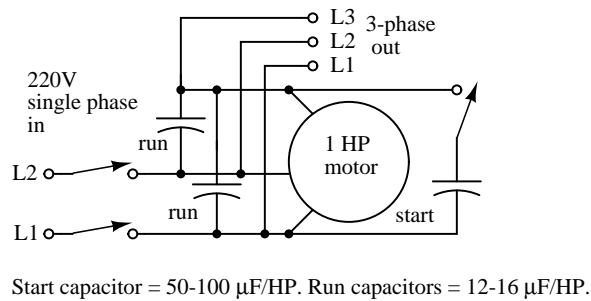 L3 3-phase
L2 out
L1
220V
single phase
in
run
1 HP
motor
L2
run
start
L1
Start capacitor = 50-100 μF/HP. Run capacitors = 12-16 μF/HP.